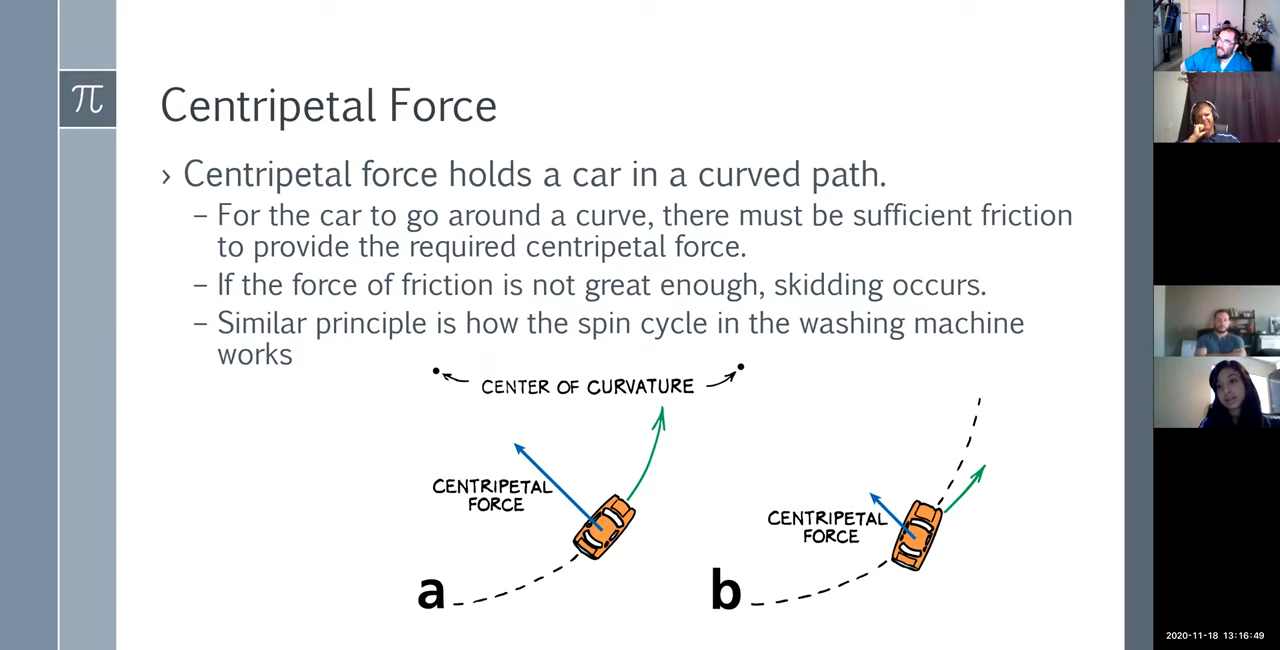 π
Centripetal Force
› Centripetal force holds a car in a curved path.
– For the car to go around a curve, there must be sufficient friction
to provide the required centripetal force.
– If the force of friction is not great enough, skidding occurs.
– Similar principle is how the spin cycle in the washing machine
works
CENTER OF CURVATURE
CENTRIPETAL
FORCE
a
CENTRIPETAL
FORCE
b
2020-11-18 13:16:49